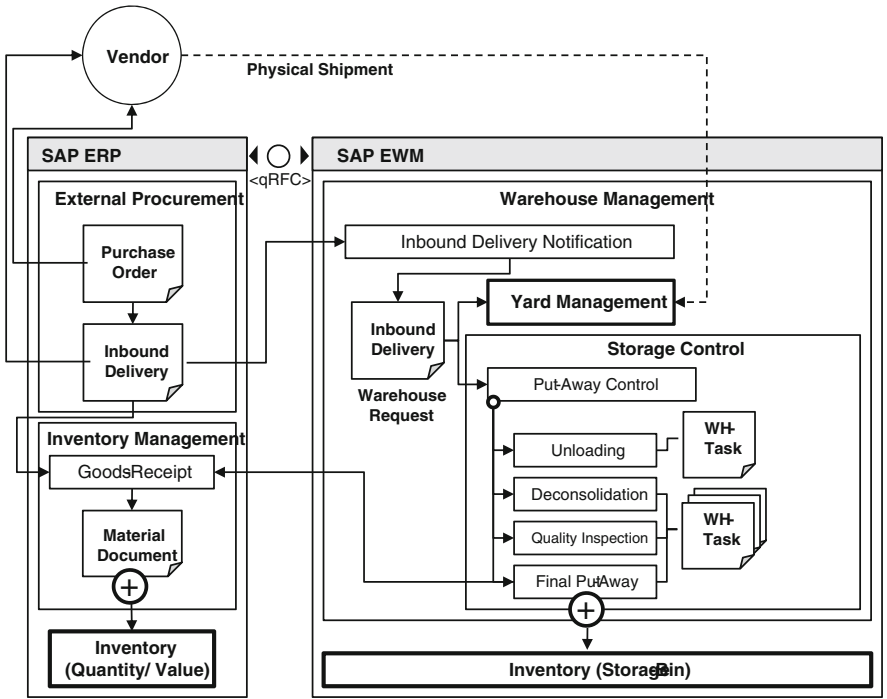 Vendor
Physical Shipment
SAP ERP
<qRFC>
SAP EWM
External Procurement
Purchase
Order
Inbound
Delivery
Inventory Management
Goods-Receipt
Material
Document
Inventory
(Quantity/ Value)
Warehouse Management
Inbound Delivery Notification
Inbound
Delivery
Warehouse
Request
Yard Management
Storage Control
Put-Away Control
Unloading
WH-
Task
Deconsolidation
Quality Inspection
WH-
Task
Final Put-Away
Inventory (Storage-Bin)